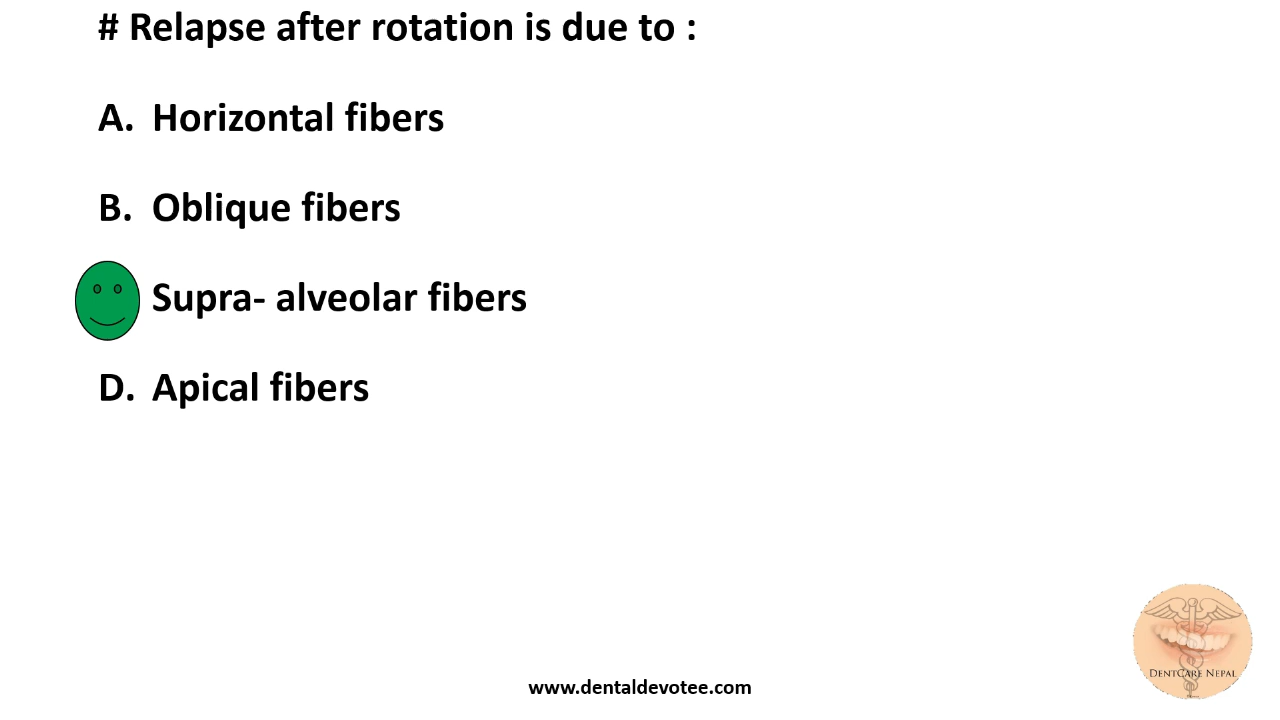 # Relapse after rotation is due to :
A. Horizontal fibers
B. Oblique fibers
Supra- alveolar fibers
D. Apical fibers
DentCare Nepal
www.dentaldevotee.com